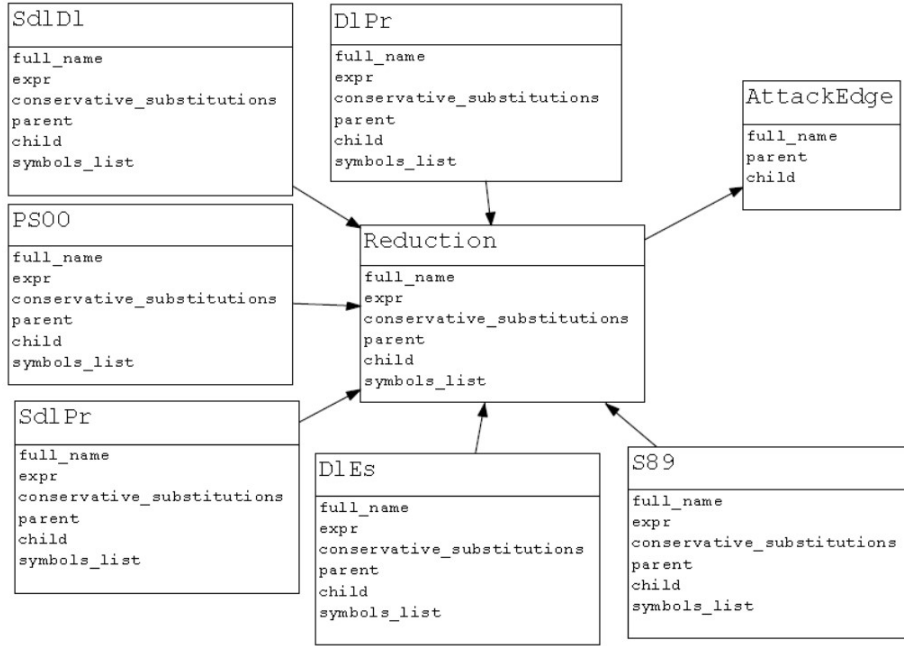 SdlDl
full_name
expr
conservative_substitutions
parent
child
symbols_list
DlPr
full_name
expr
conservative_substitutions
parent
child
symbols_list
AttackEdge
full_name
parent
child
PS00
full_name
expr
conservative_substitutions
parent
child
symbols_list
Reduction
full_name
expr
conservative_substitutions
parent
child
symbols_list
SdlPr
full_name
expr
conservative_substitutions
parent
child
symbols_list
DlEs
full_name
expr
conservative_substitutions
parent
child
symbols_list
S89
full_name
expr
conservative_substitutions
parent
child
symbols_list